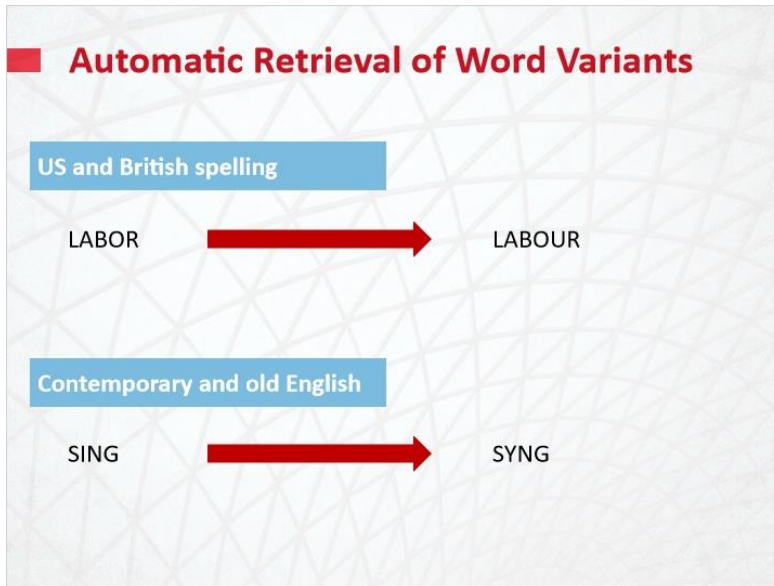 Automatic Retrieval of Word Variants
US and British spelling
LABOR LABOUR
Contemporary and old English
SING SYNG